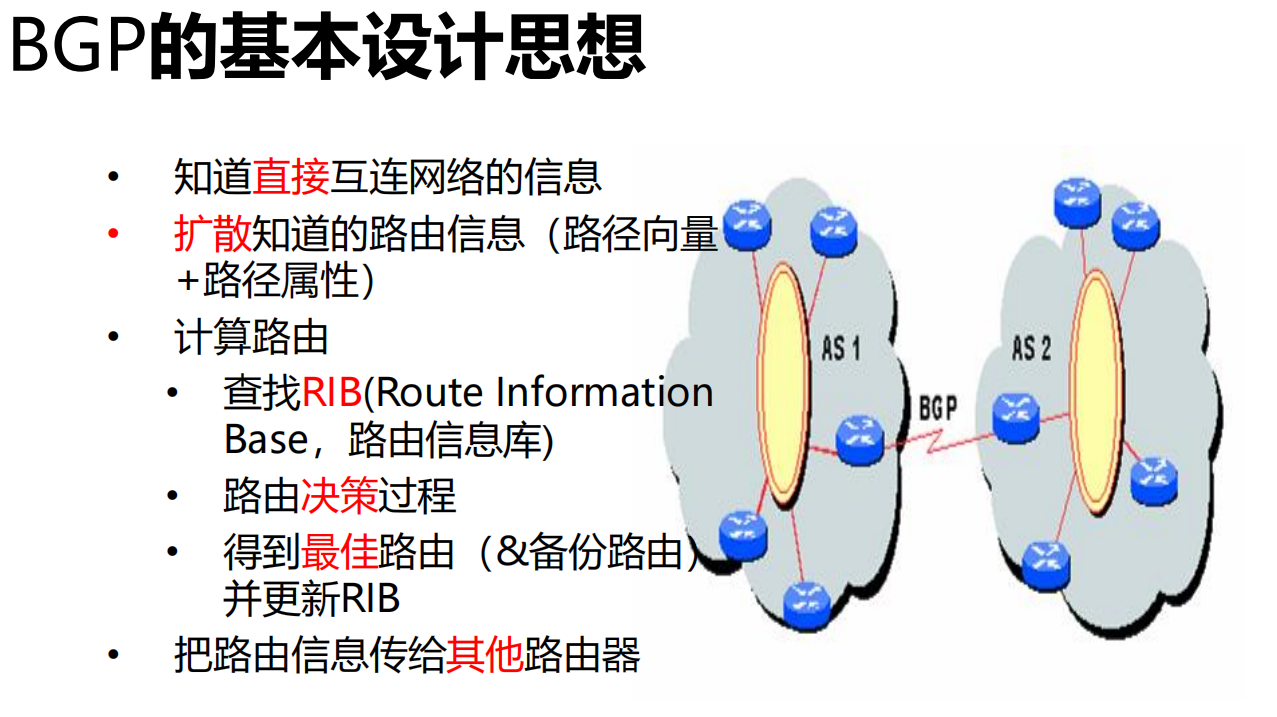 BGP的基本设计思想
• 知道直接互连网络的信息
• 扩散知道的路由信息（路径向量
+路径属性）
• 计算路由
• 查找RIB(Route Information
Base，路由信息库)
• 路由决策过程
• 得到最佳路由（&备份路由）
并更新RIB
• 把路由信息传给其他路由器
AS 1
BGP
AS 2